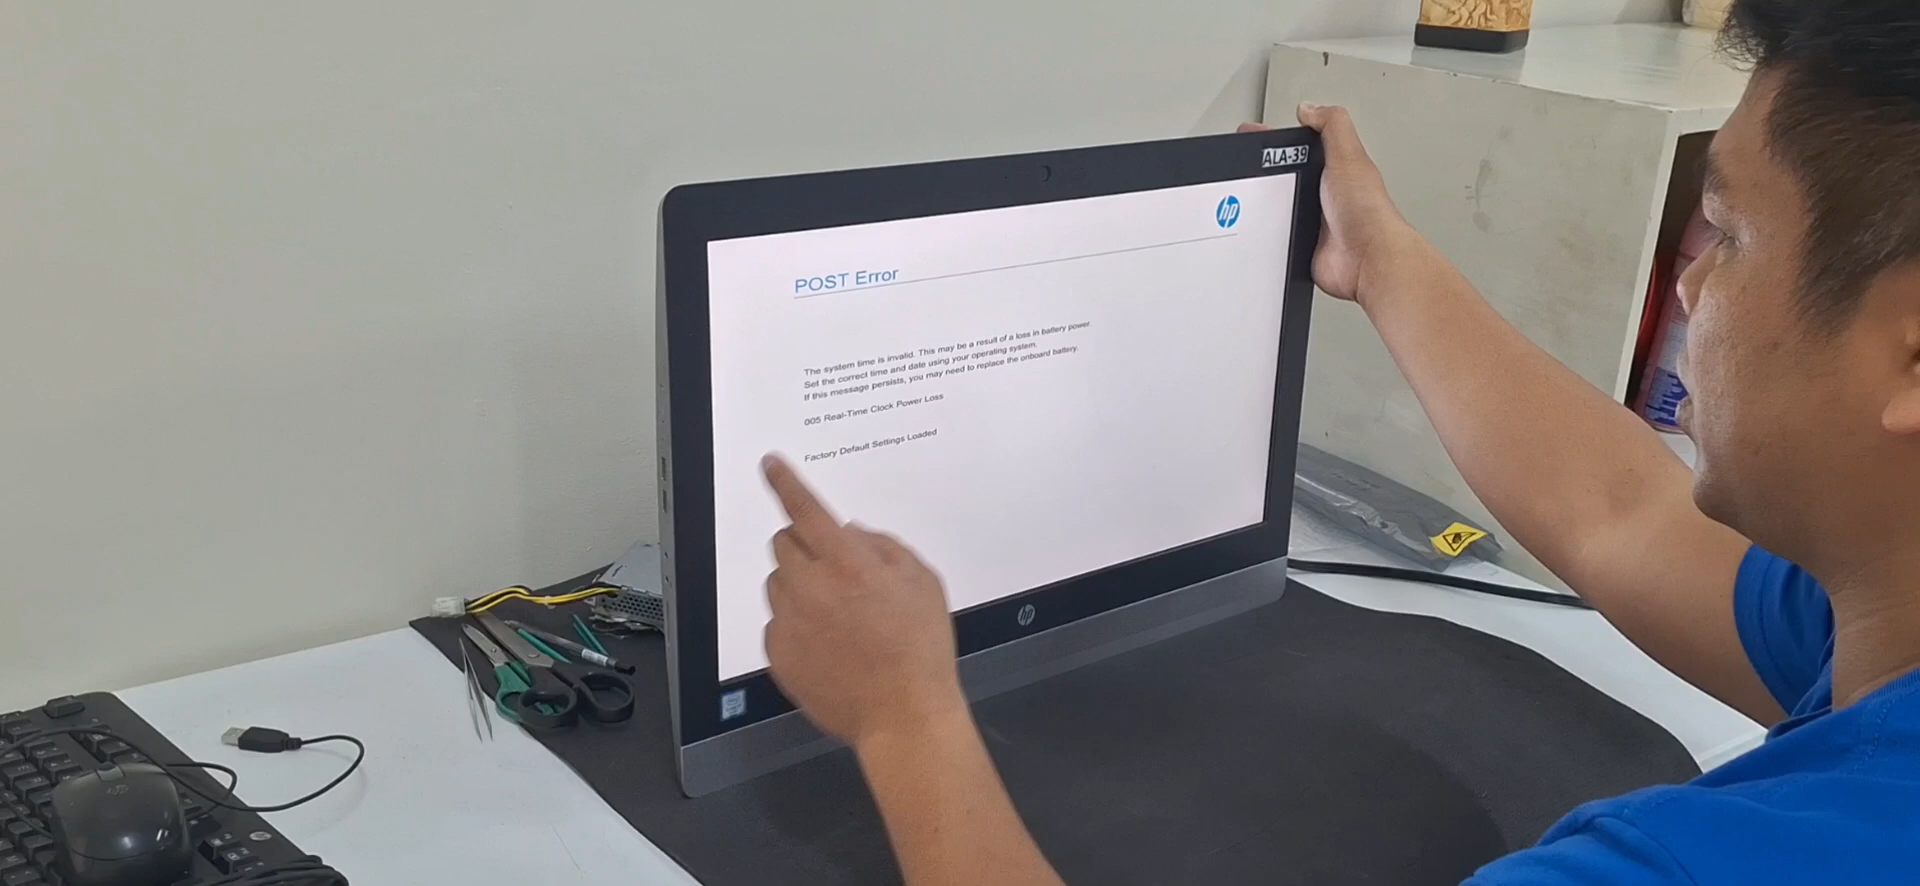 ALA-39
hp
POST Error
The system time is invalid. This may be a result of a loss in battery power.
Set the correct time and date using your operating system.
If this message persists, you may need to replace the onboard battery.
005 Real-Time Clock Power Loss
Factory Default Settings Loaded
hp
hp